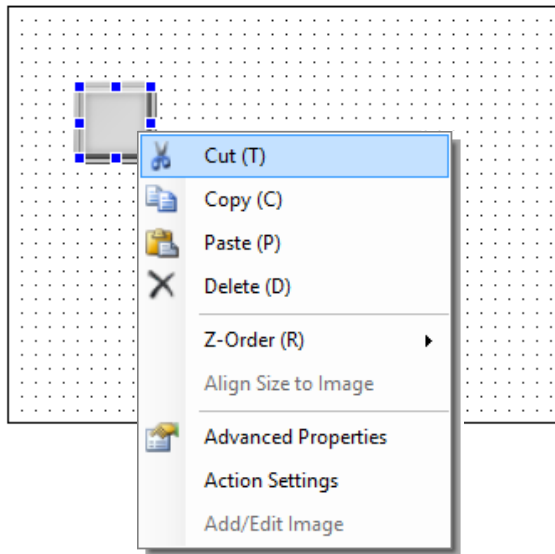 Cut (T)
Copy (C)
Paste (P)
Delete (D)
Z-Order (R)
Align Size to Image
Advanced Properties
Action Settings
Add/Edit Image